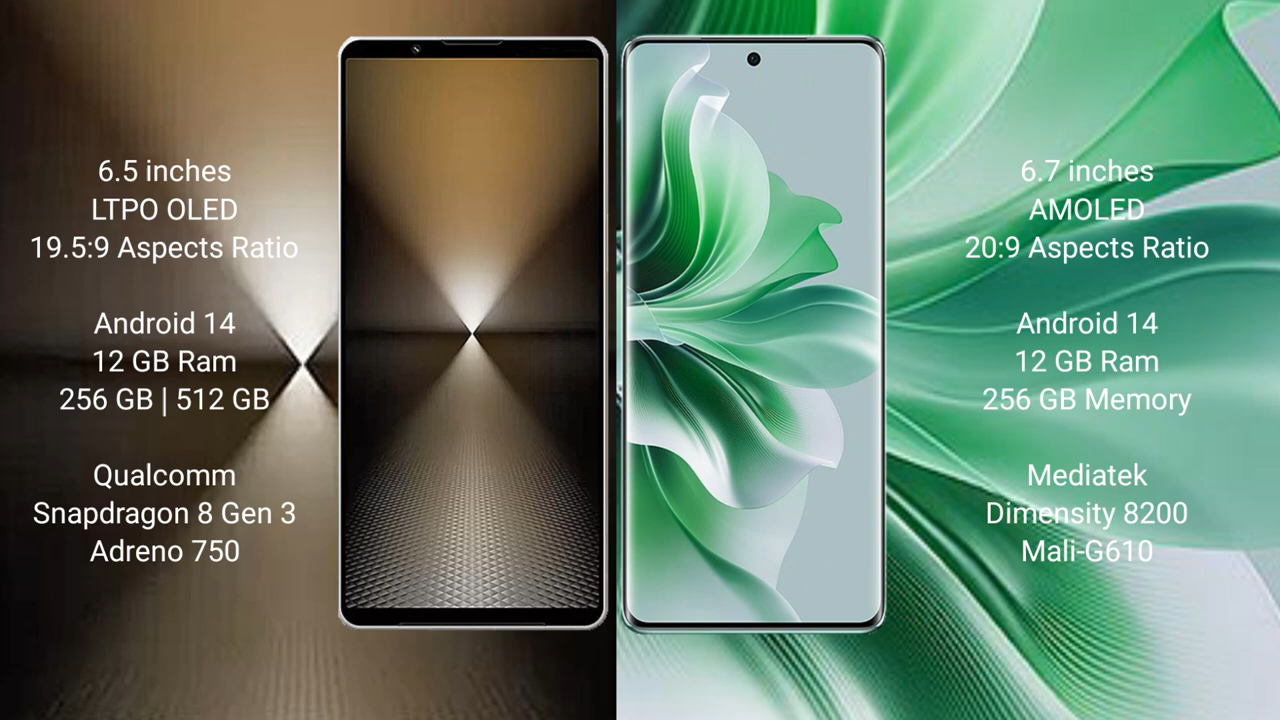 6.5 inches
LTPO OLED
19.5:9 Aspects Ratio
Android 14
12 GB Ram
256 GB | 512 GB
Qualcomm
Snapdragon 8 Gen 3
Adreno 750
6.7 inches
AMOLED
20:9 Aspects Ratio
Android 14
12 GB Ram
256 GB Memory
Mediatek
Dimensity 8200
Mali-G610